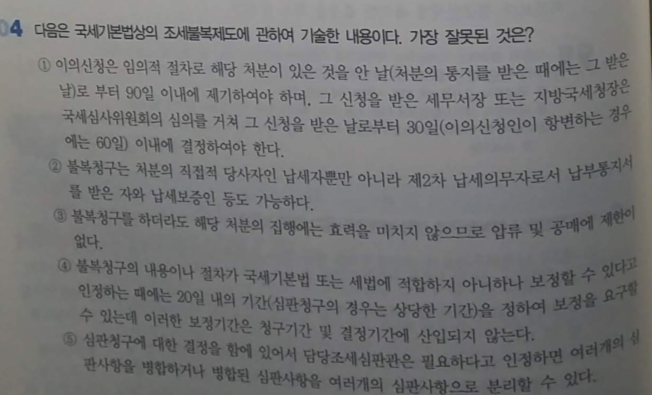 04 다음은 국세기본법상의 조세불복제도에 관하여 기술한 내용이다. 가장 잘못된 것은?
① 이의신청은 임의적 절차로 해당 처분이 있은 것을 안 날(처분의 통지를 받은 때에는 그 받은
날)로 부터 90일 이내에 제기하여야 하며, 그 신청을 받은 세무서장 또는 지방국세청장은
국세심사위원회의 심의를 거쳐 그 신청을 받은 날로부터 30일(이의신청인이 항변하는 경우
에는 60일) 이내에 결정하여야 한다.
② 불복청구는 처분의 직접적 당사자인 납세자뿐만 아니라 제2차 납세의무자로서 납부통지서
를 받은 자와 납세보증인 등도 가능하다.
③ 불복청구를 하더라도 해당 처분의 집행에는 효력을 미치지 않으므로 압류 및 공매에 제한이
없다.
④ 불복청구의 내용이나 절차가 국세기본법 또는 세법에 적합하지 아니하나 보정할 수 있다고
인정하는 때에는 20일 내의 기간(심판청구의 경우는 상당한 기간)을 정하여 보정을 요구할
수 있는데 이러한 보정기간은 청구기간 및 결정기간에 산입되지 않는다.
⑤ 심판청구에 대한 결정을 함에 있어서 담당조세심판관은 필요하다고 인정하면 여러개의 심
판사항을 병합하거나 병합된 심판사항을 여러개의 심판사항으로 분리할 수 있다.